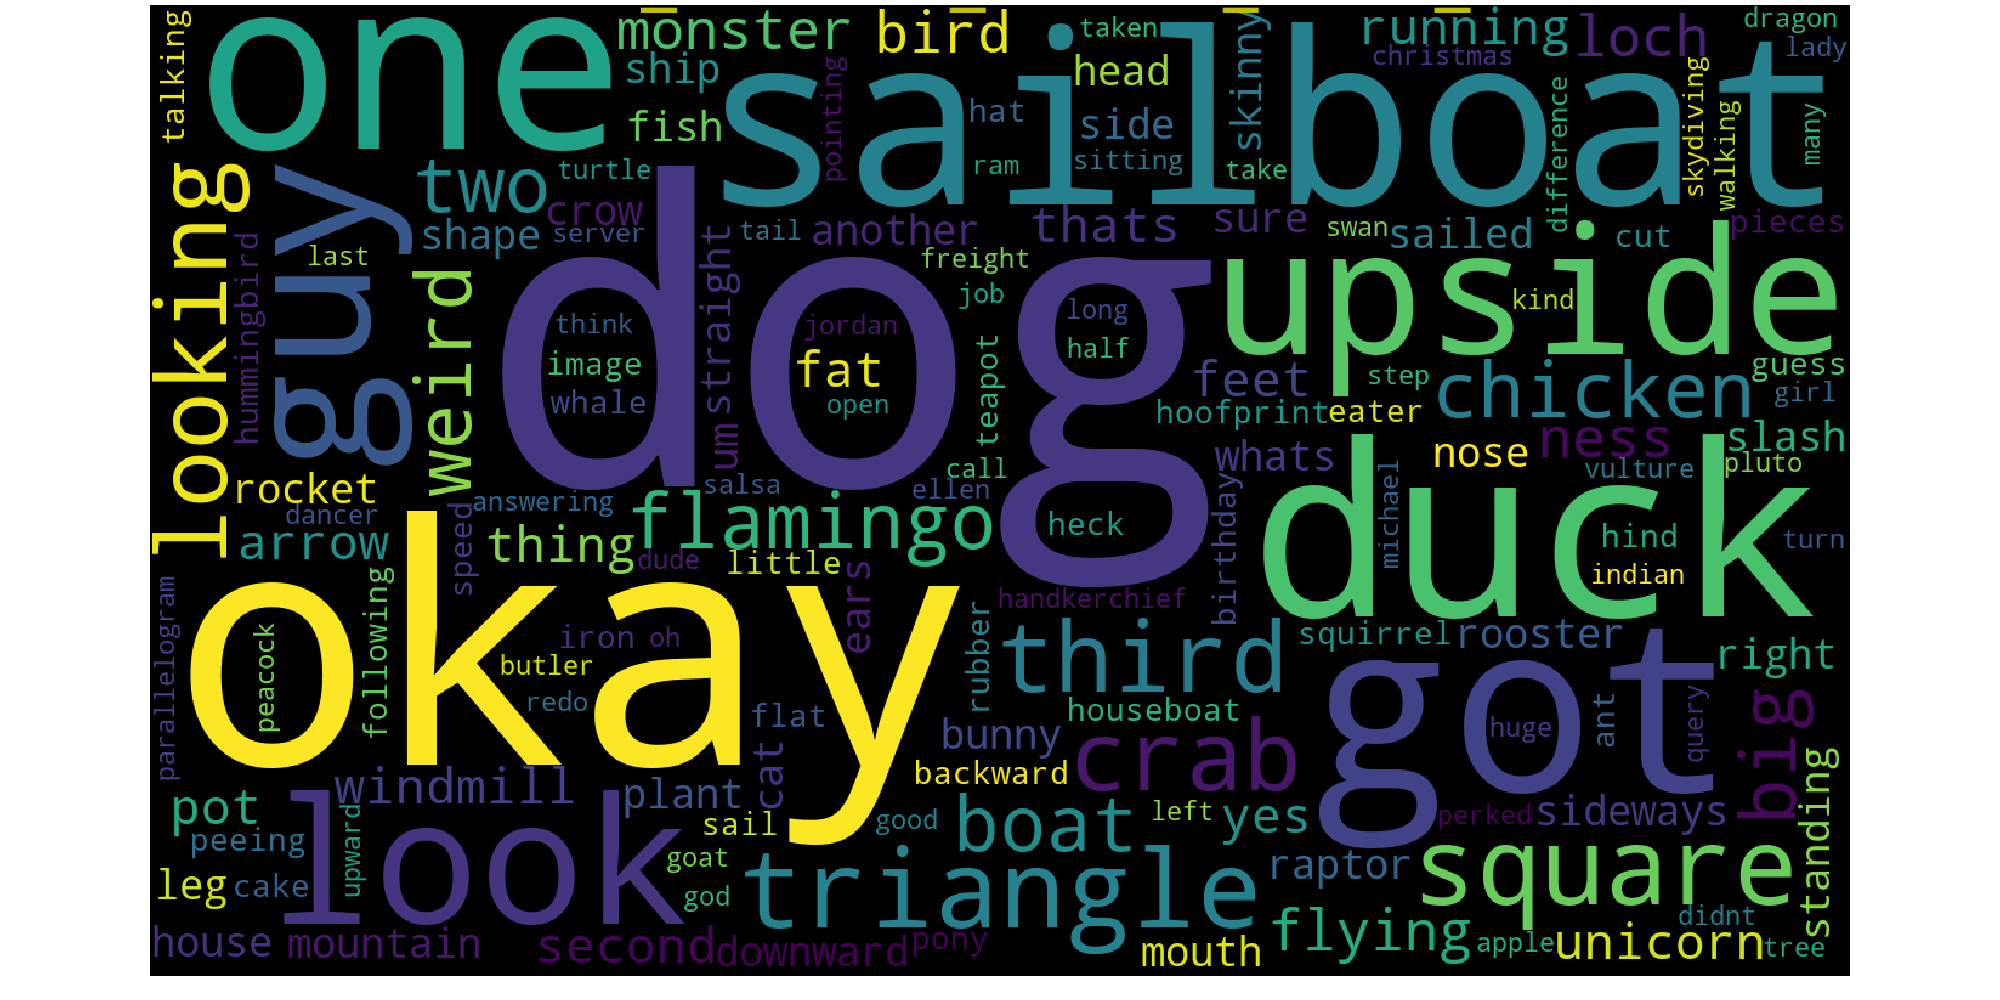 talking
one
monster
bird
taken
running
loch
dragon
lady
ship
head
skinny
christmas
sailboat
fish
pointing
hat
side
ram
sitting
take
difference
skydiving
walking
many
looking
guy
two
turtle
crow
shape
server
last
hummingbird
weird
dog
straight
um
tail
another
thats
sure
swan
sailed
cut
pieces
freight
job
upside
kind
think
image
whale
jordan
fat
open
long
half
teapot
feet
step
chicken
guess
girl
hoofprint
eater
rocket
dancer
arrow
answering
speed
thing
salsa
flamingo
ellen
call
heck
whats
birthday
nose
ness
slash
vulture
pluto
duck
michael
hind
indian
turn
dude
little
ears
handkerchief
okay
parallelogram
peacock
following
iron
oh
butler
redo
rubber
third
squirrel
rooster
right
got
houseboat
flat
cat
bunny
backward
crab
huge
ant
query
big
standing
windmill
plant
pot
peeing
look
sail
good
boat
left
yes
perked
sideways
leg
cake
upward
goat
god
triangle
raptor
square
house
mountain
second
downward
pony
mouth
flying
apple
unicorn
didnt
tree